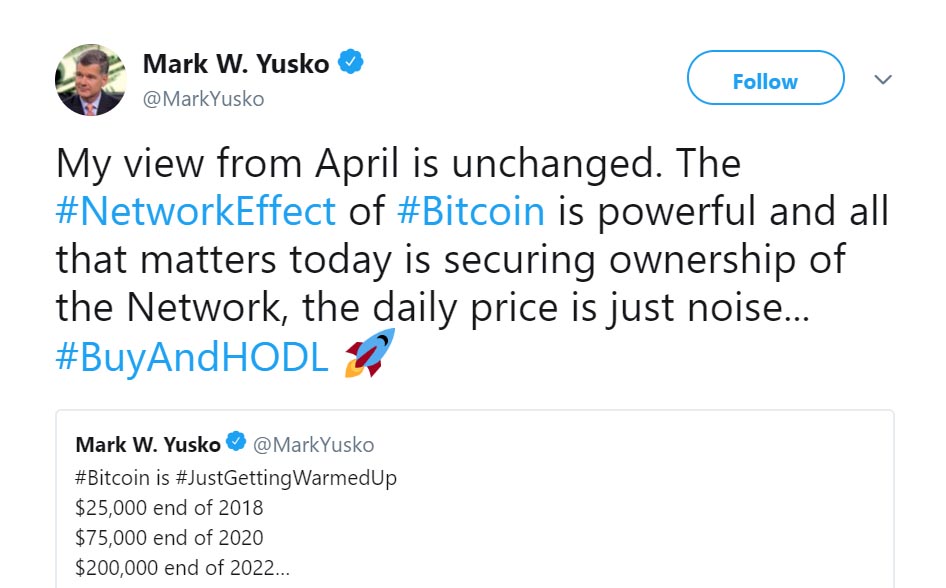 Mark W. Yusko
@MarkYusko
Follow
My view from April is unchanged. The
#NetworkEffect of #Bitcoin is powerful and all
that matters today is securing ownership of
the Network, the daily price is just noise...
#BuyAndHODL 🚀
Mark W. Yusko @MarkYusko
#Bitcoin is #JustGettingWarmedUp
$25,000 end of 2018
$75,000 end of 2020
$200,000 end of 2022...